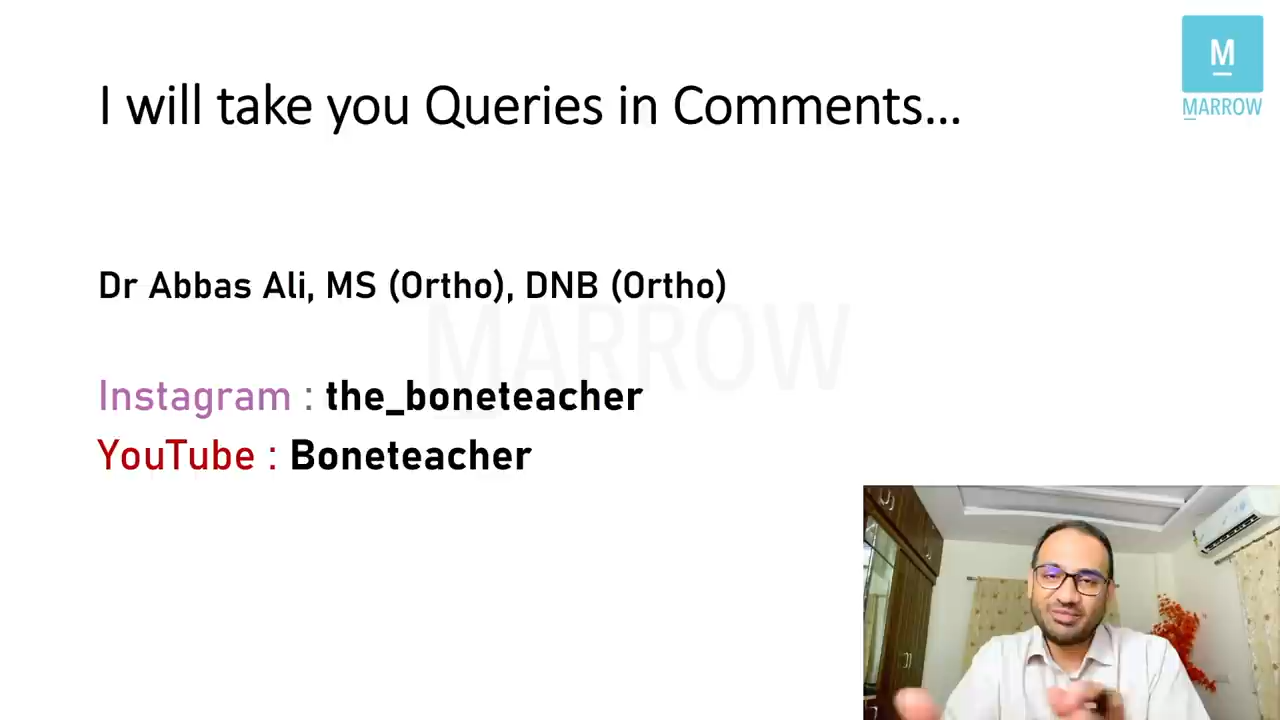 I will take you Queries in Comments...
M
MARROW
Dr Abbas Ali, MS (Ortho), DNB (Ortho)
MARROW
Instagram : the_boneteacher
YouTube : Boneteacher